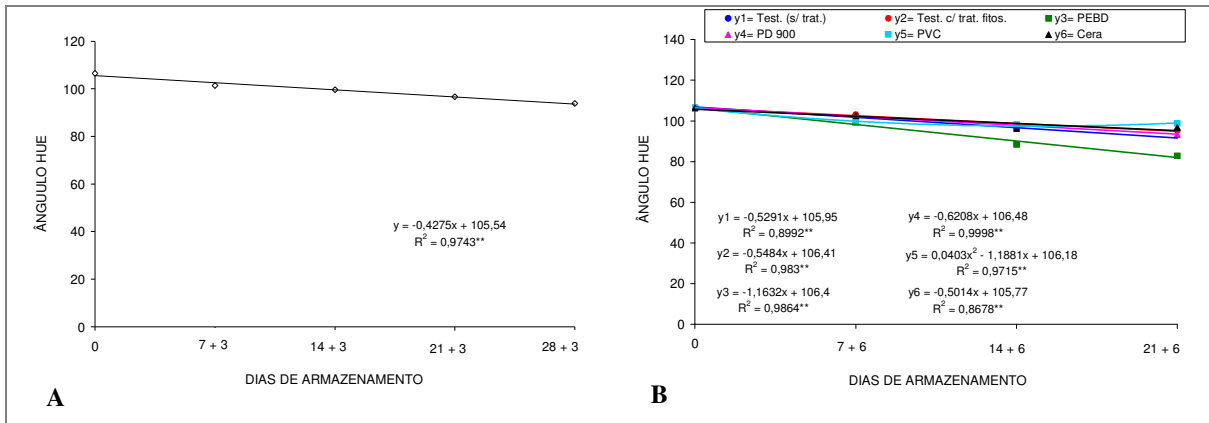 120
100
80
60
40
20
0
ÂNGUULO HUE
y = -0,4275x + 105,54
R² = 0,9743**
0 7 + 3 14 + 3 21 + 3 28 + 3
DIAS DE ARMAZENAMENTO
A
y1= Test. (s/ trat.) y2= Test. c/ trat. fitos. y3= PEBD
y4= PD 900 y5= PVC y6= Cera
140
120
100
80
60
40
20
0
ÂNGULO HUE
y1 = -0,5291x + 105,95 y4 = -0,6208x + 106,48
R² = 0,8992** R² = 0,9998**
y2 = -0,5484x + 106,41 y5 = 0,0403x² - 1,1881x + 106,18
R² = 0,983** R² = 0,9715**
y3 = -1,1632x + 106,4 y6 = -0,5014x + 105,77
R² = 0,9864** R² = 0,8678**
0 7 + 6 14 + 6 21 + 6
DIAS DE ARMAZENAMENTO
B